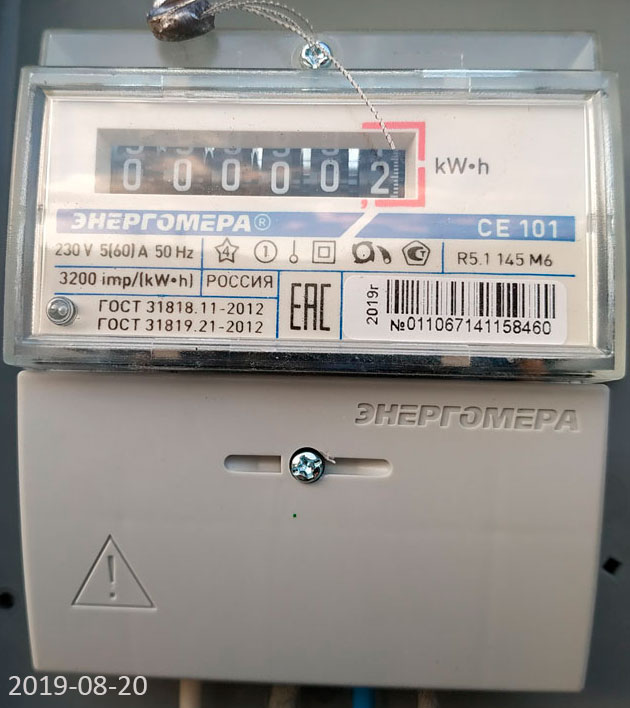 0 0 0 0 0 2
kW•h
ЭНЕРГОМЕРА® CE 101
230 V 5(60) A 50 Hz 4 1 R5.1 145 M6
3200 imp/(kW•h) РОССИЯ
ГОСТ 31818.11-2012
ГОСТ 31819.21-2012
EAC
2019г
№011067141158460
ЭНЕРГОМЕРА
!
2019-08-20